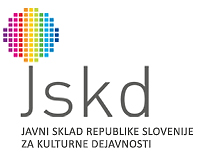 Jskd
JAVNI SKLAD REPUBLIKE SLOVENIJE
ZA KULTURNE DEJAVNOSTI